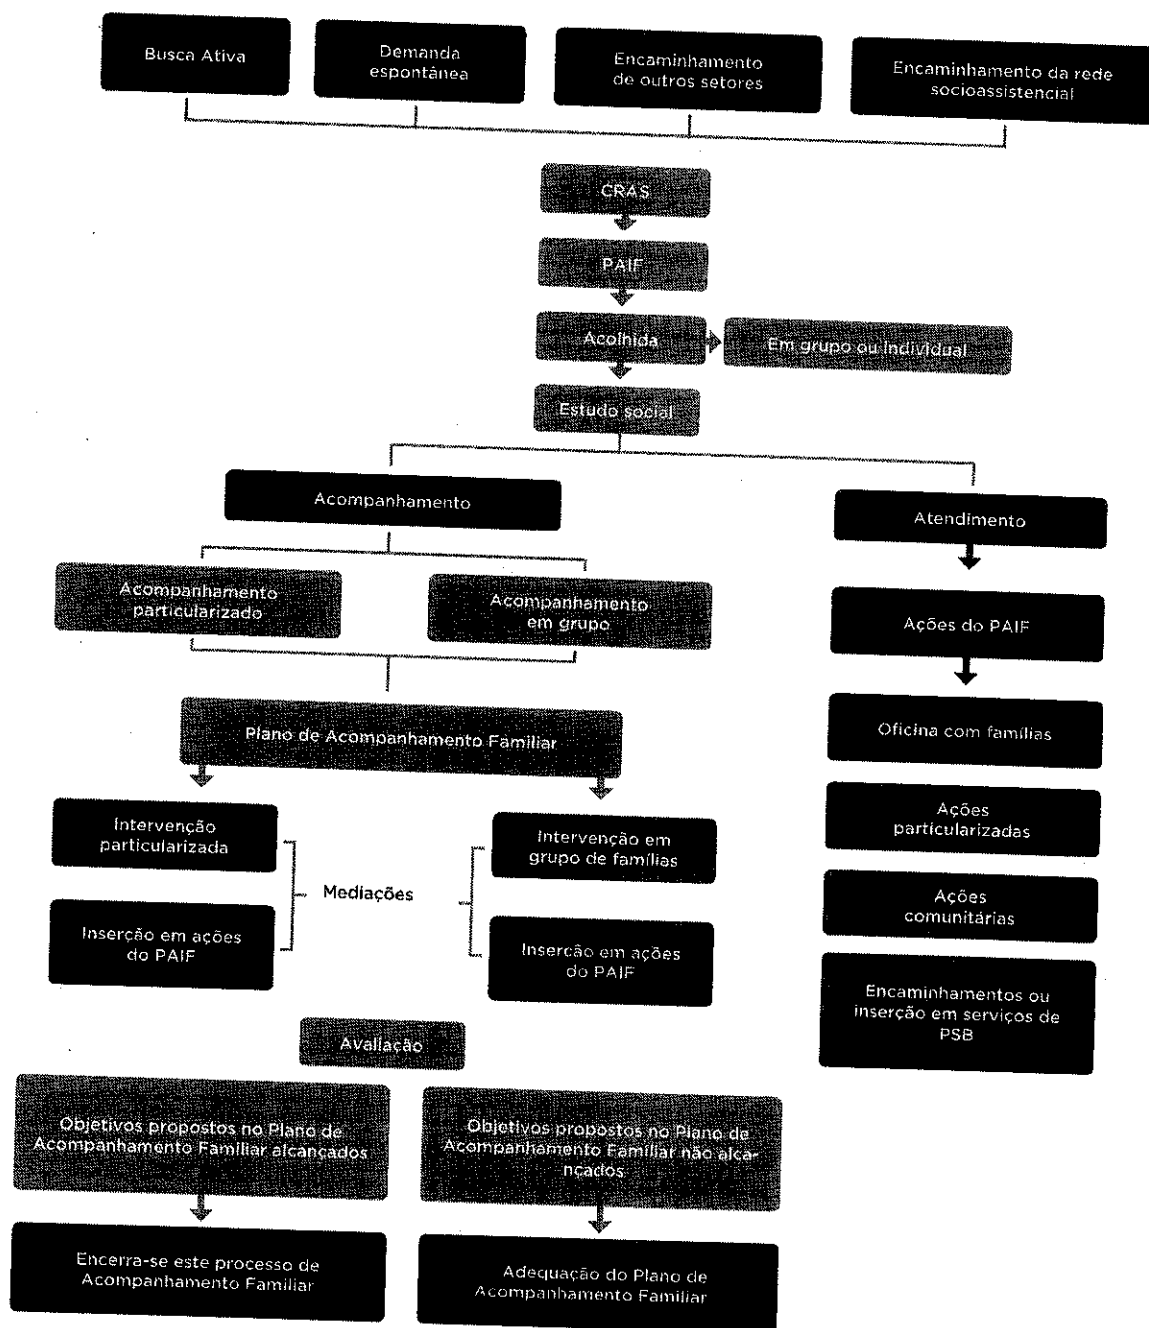 Busca Ativa
Demanda
espontânea
Encaminhamento
de outros setores
Encaminhamento da rede
socioassistencial
CRAS
PAIF
Acolhida
Em grupo ou individual
Estudo social
Acompanhamento
Atendimento
Acompanhamento
particularizado
Acompanhamento
em grupo
Ações do PAIF
Plano de Acompanhamento Familiar
Oficina com famílias
Intervenção
particularizada
Mediações
Intervenção em
grupo de famílias
Ações
particularizadas
Inserção em ações
do PAIF
Insercão em ações
do PAIF
Ações
comunitárias
Encaminhamentos ou
inserção em serviços de
PSB
Avaliação
Objetivos propostos no Plano de
Acompanhamento Familiar alcançados
Objetivos propostos no Plano de
Acompanhamento Familiar não alca-
nçados
Encerra-se este processo de
Acompanhamento Familiar
Adequação do Plano de
Acompanhamento Familiar